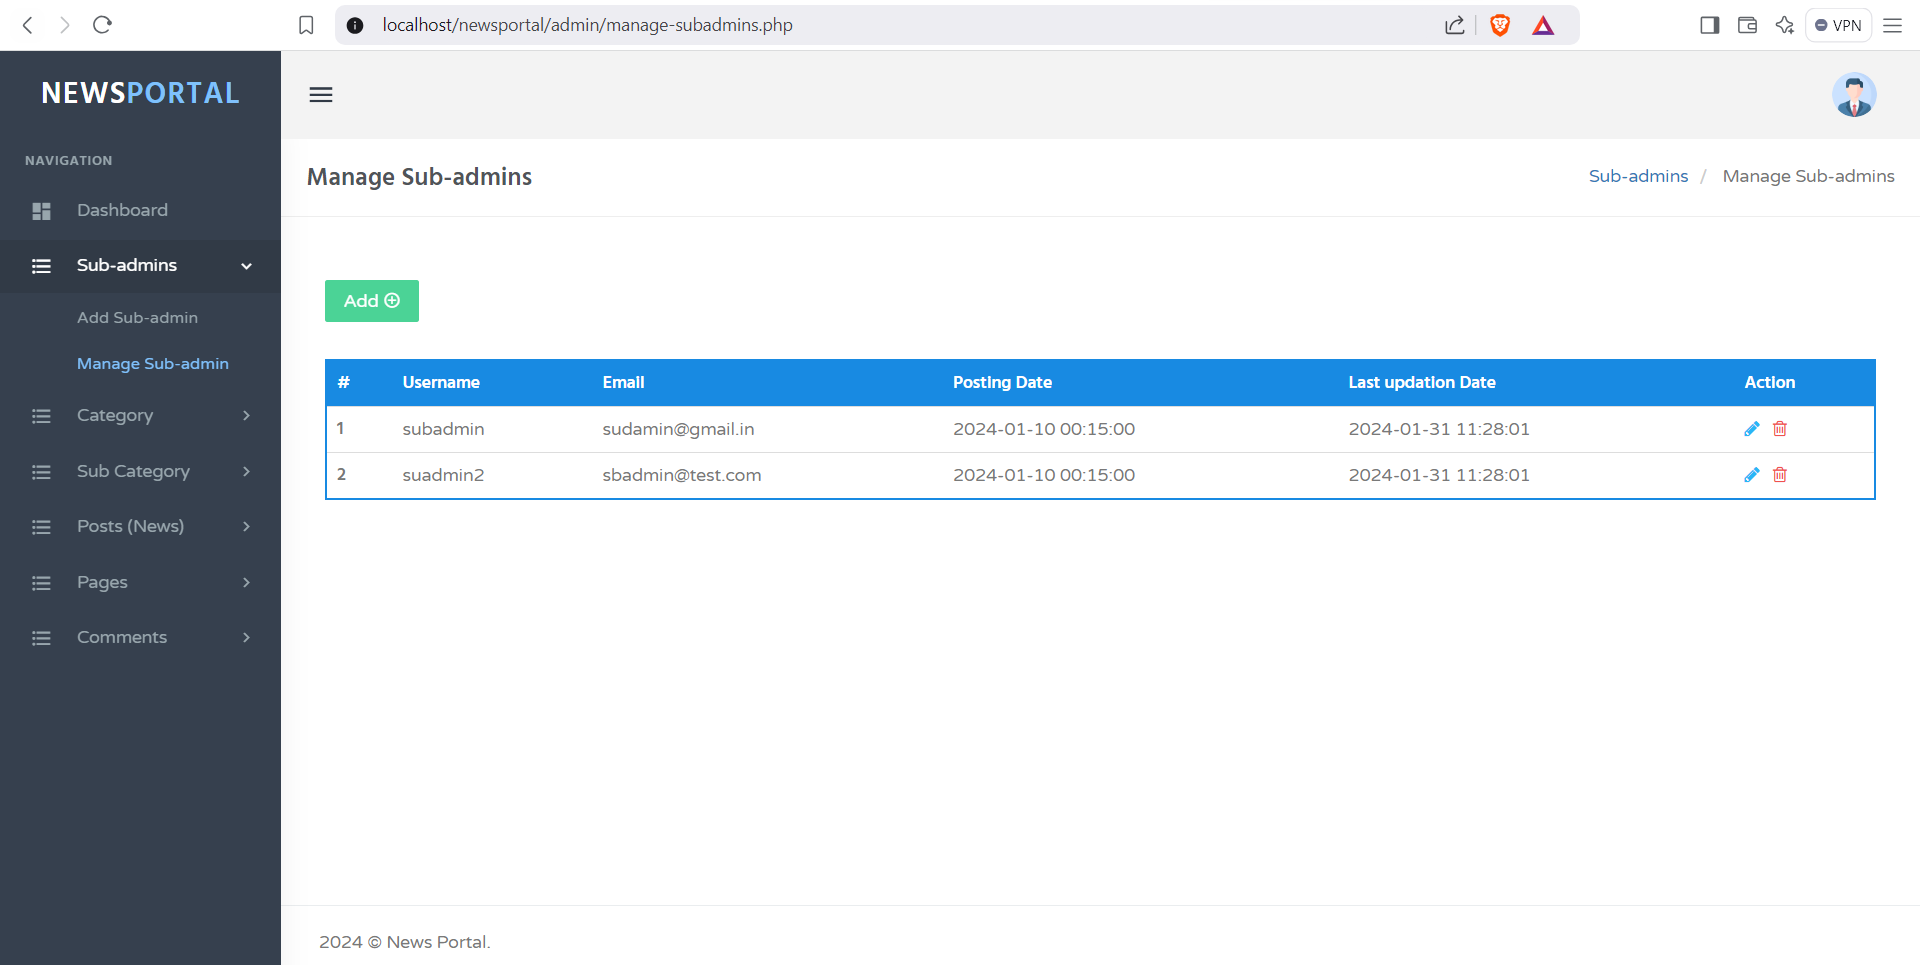 localhost/newsportal/admin/manage-subadmins.php
VPN
NEWSPORTAL
NAVIGATION
Dashboard
Sub-admins
Add Sub-admin
Manage Sub-admin
Category
Sub Category
Posts (News)
Pages
Comments
Manage Sub-admins
Sub-admins / Manage Sub-admins
Add
# Username Email Posting Date Last updation Date Action
1 subadmin sudamin@gmail.in 2024-01-10 00:15:00 2024-01-31 11:28:01
2 suadmin2 sbadmin@test.com 2024-01-10 00:15:00 2024-01-31 11:28:01
2024 © News Portal.